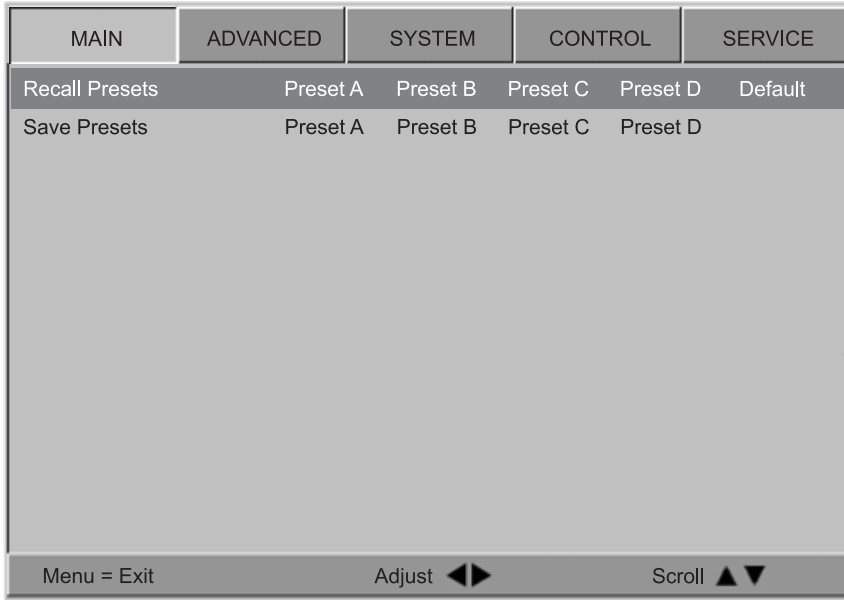 MAIN ADVANCED SYSTEM CONTROL SERVICE
Recall Presets Preset A Preset B Preset C Preset D Default
Save Presets Preset A Preset B Preset C Preset D
Menu = Exit Adjust ◀▶ Scroll ▲▼